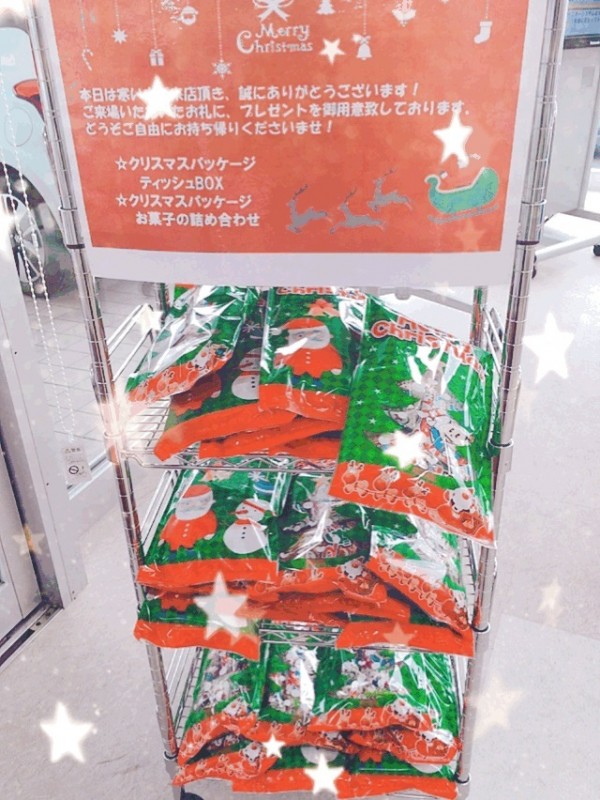 Merry
Christmas
本日は寒い 来店頂き、誠にありがとうございます！
ご来場いた たお礼に、プレゼントを御用意致しております。
どうぞご自由にお持ち帰りくださいませ！
☆クリスマスパッケージ
ティッシュBOX
☆クリスマスパッケージ
お菓子の詰め合わせ